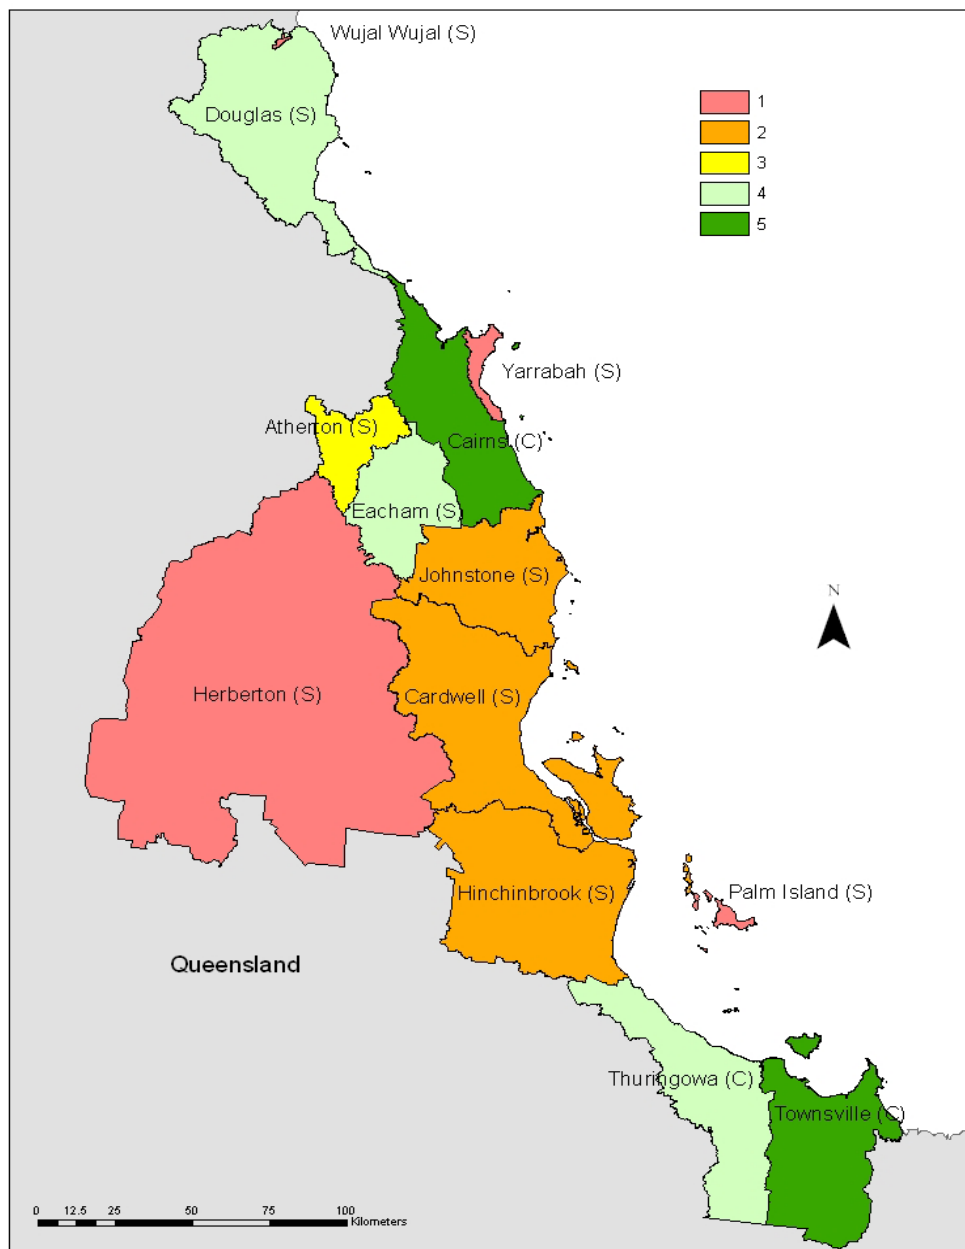 Wujal Wujal (S)
Douglas (S)
1
2
3
4
5
Yarrabah (S)
Atherton (S)
Cairns (C)
Eacham (S)
Johnstone (S)
N
Herberton (S)
Cardwell (S)
Hinchinbrook (S)
Palm Island (S)
Queensland
Thuringowa (C)
Townsville (C)
0 12.5 25 50 75 100
Kilometers